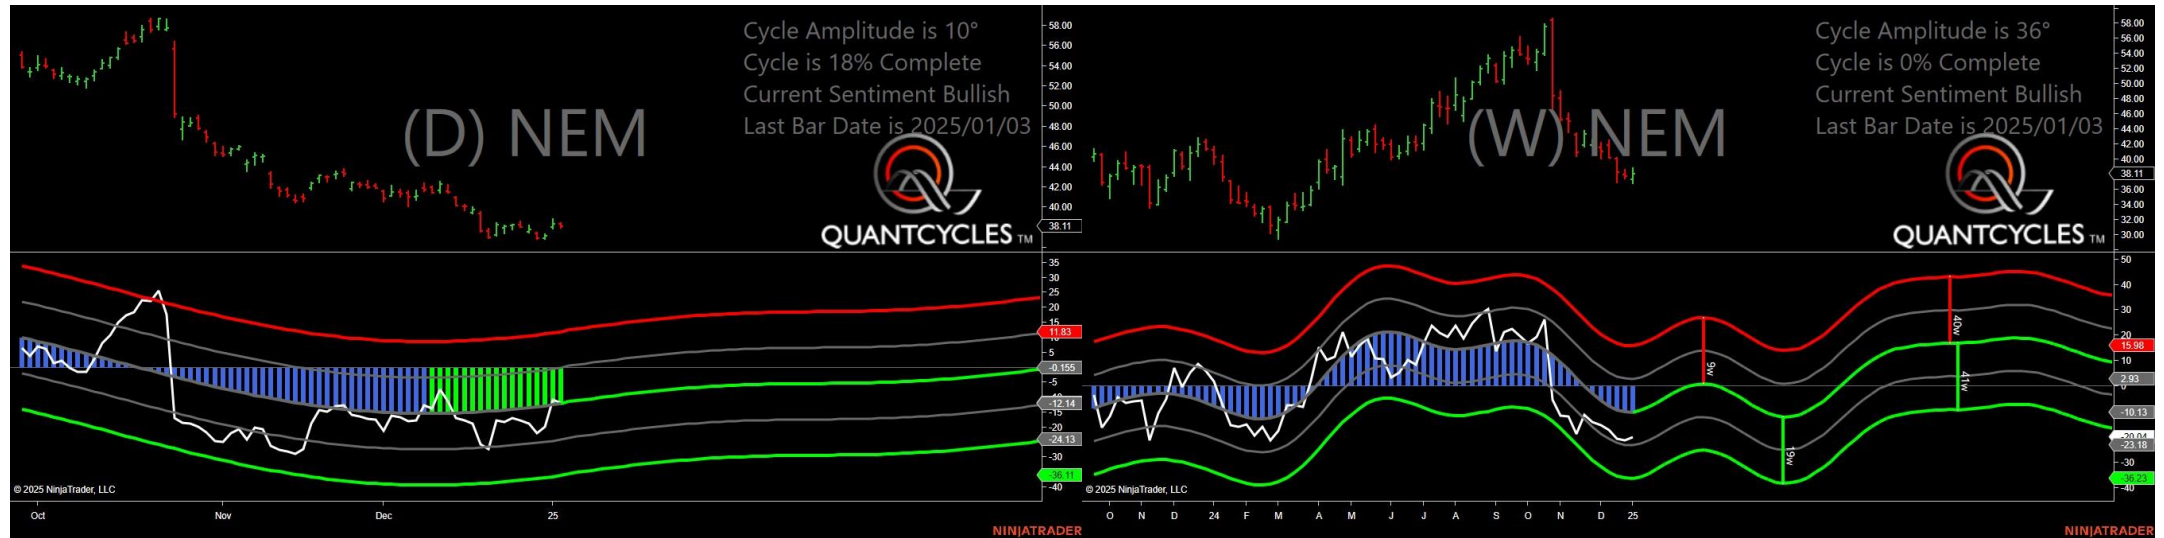 Cycle Amplitude is 10°
Cycle is 18% Complete
Current Sentiment Bullish
Last Bar Date is 2025/01/03
(D) NEM
QUANTCYCLES TM
58.00
56.00
54.00
52.00
50.00
48.00
46.00
44.00
42.00
40.00
38.11
35
30
25
20
15
11.83
5
-0.155
-5
-12.14
-15
-20
-24.13
-30
-36.11
-40
© 2025 NinjaTrader, LLC
Oct Nov Dec 25
NINJATRADER
Cycle Amplitude is 36°
Cycle is 0% Complete
Current Sentiment Bullish
Last Bar Date is 2025/01/03
(W) NEM
QUANTCYCLES TM
58.00
56.00
54.00
52.00
50.00
48.00
46.00
44.00
42.00
40.00
38.11
36.00
34.00
32.00
30.00
9w
19w
40w
41w
50
40
30
20
15.98
10
2.93
-10.13
-23.18
-30
-36.23
-40
© 2025 NinjaTrader, LLC
O N D 24 F M A M J J A S O N D 25
NINJATRADER